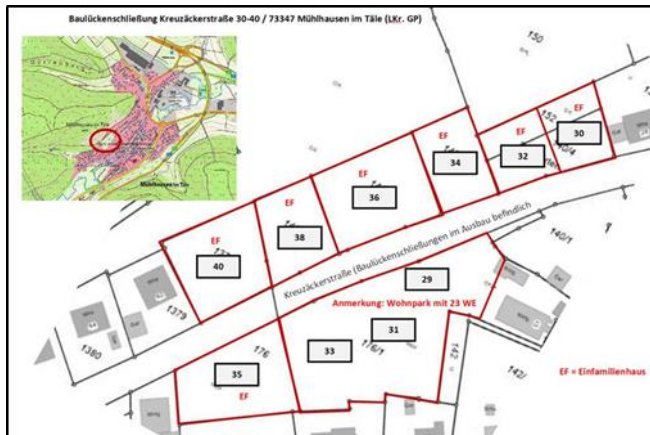 Baulückenschließung Kreuzäckerstraße 30-40 / 73347 Mühlhausen im Täle (LKr. GP)
150
Mühlhausen im Täle
EF
152
30
EF
32
EF
34
EF
36
EF
38
EF
40
Kreuzäckerstraße (Baulückenschließungen im Ausbau befindlich
140/1
29
Anmerkung: Wohnpark mit 23 WE
31
33
176/1
142
142/
1379
1380
176
35
EF
EF = Einfamilienhaus